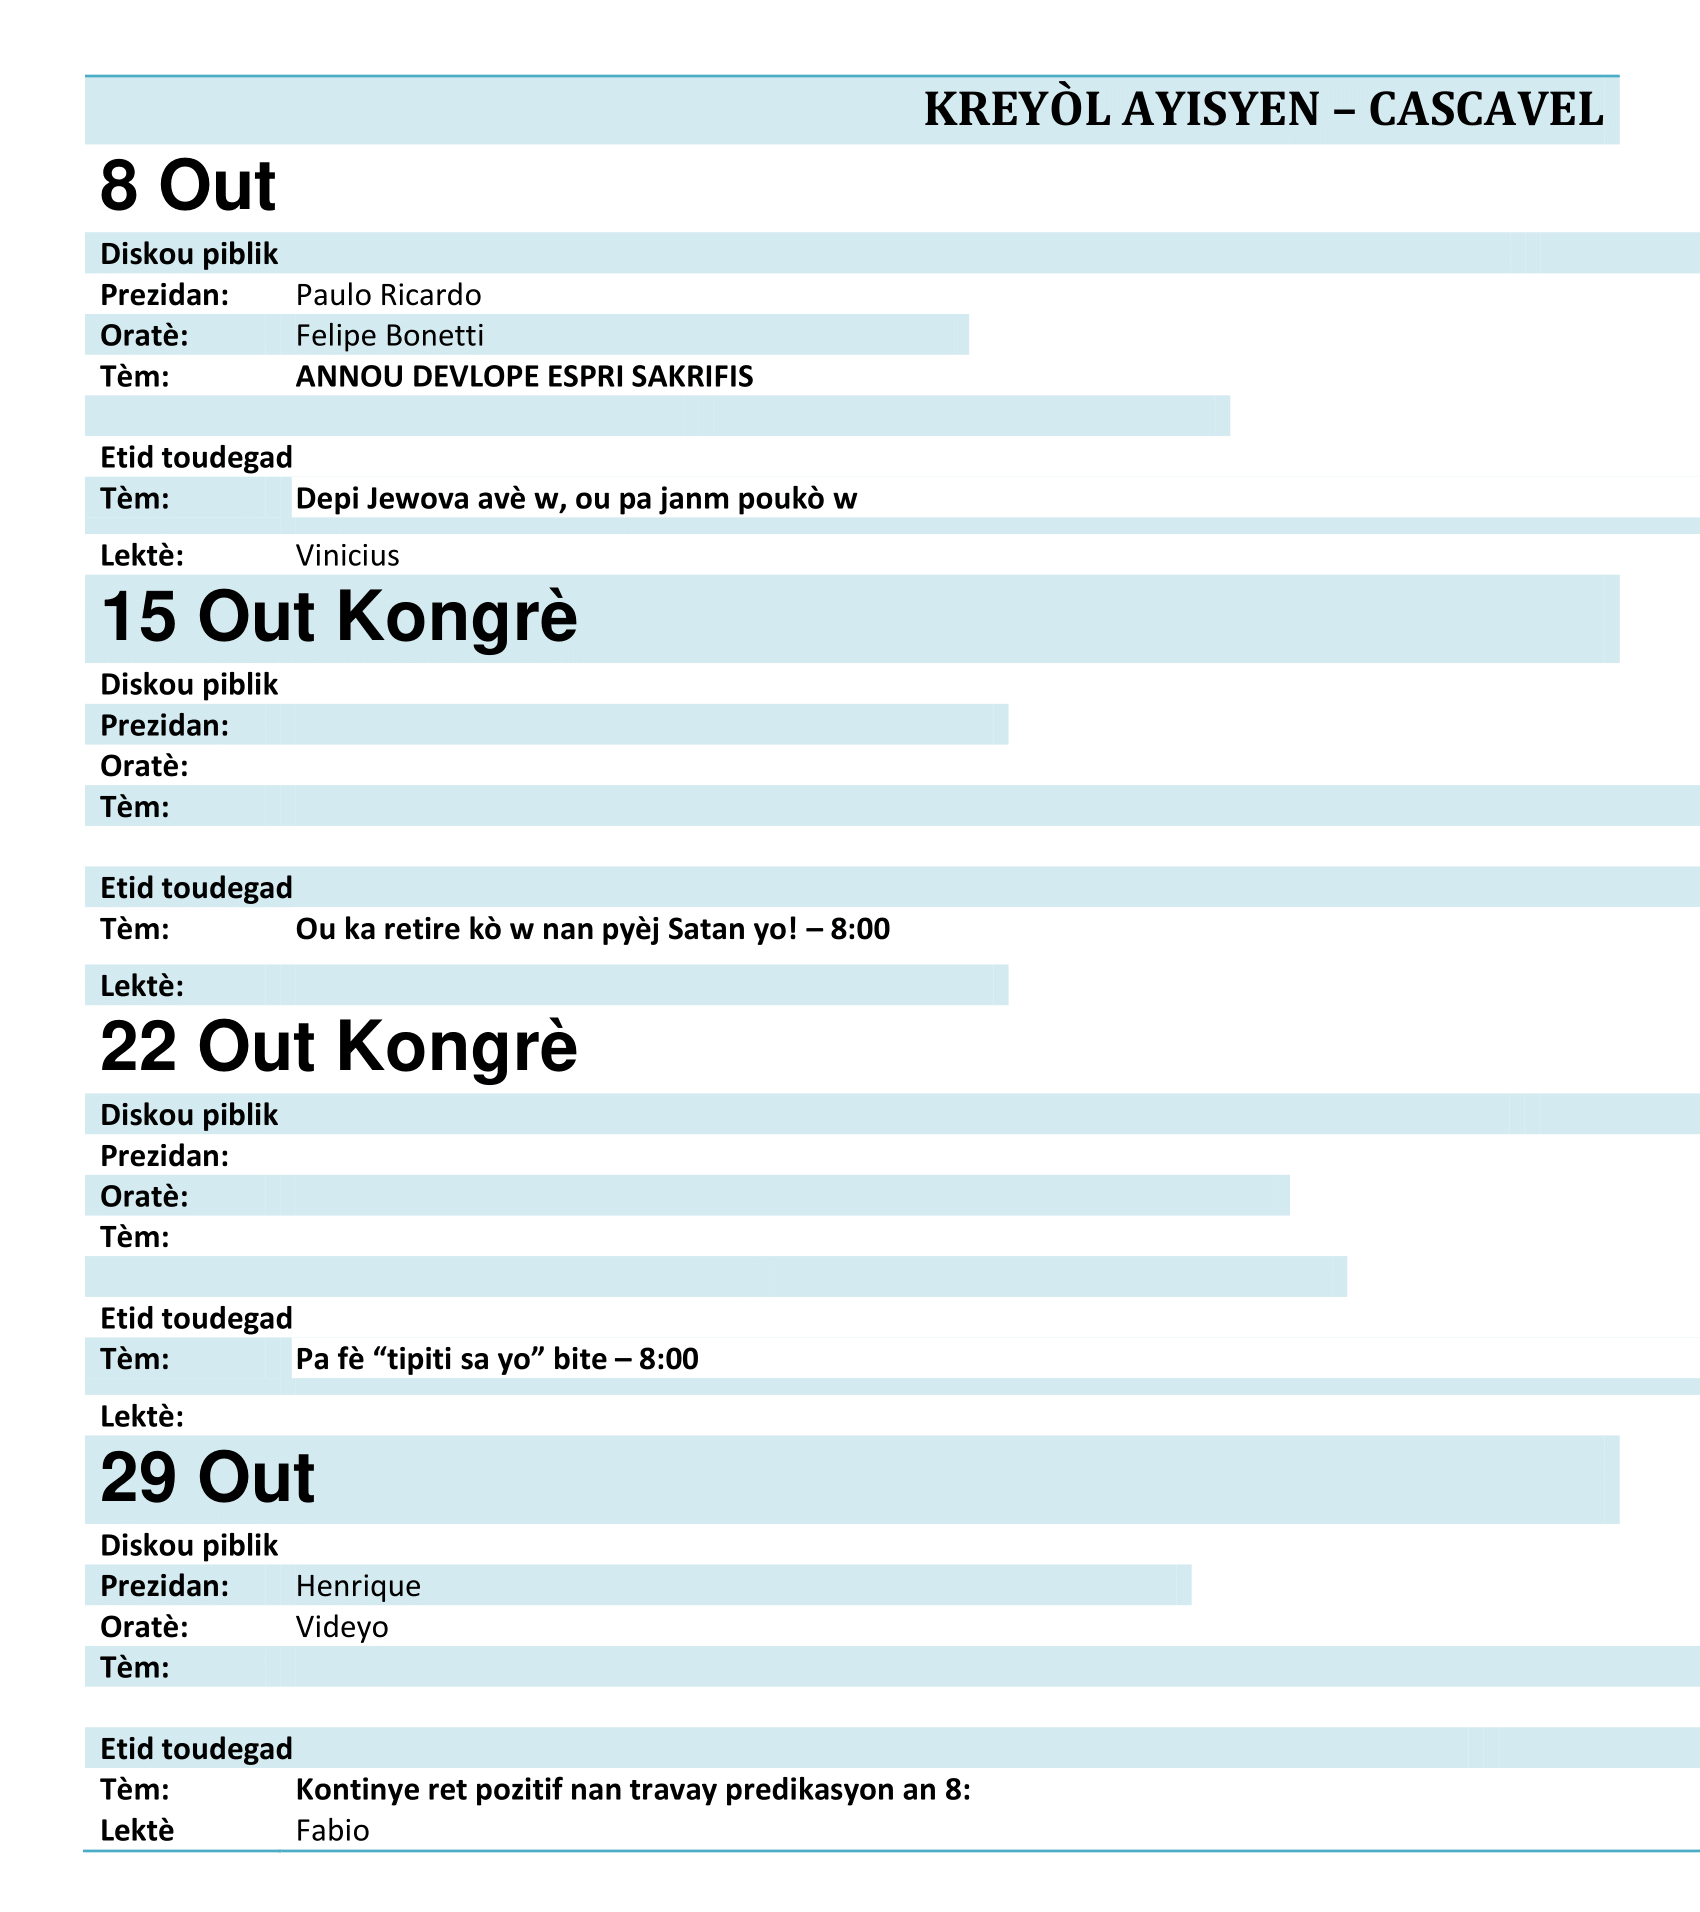 KREYÒL AYISYEN – CASCAVEL
8 Out
Diskou piblik
Prezidan: Paulo Ricardo
Oratè: Felipe Bonetti
Tèm: ANNOU DEVLOPE ESPRI SAKRIFIS
Etid toudegad
Tèm: Depi Jewova avè w, ou pa janm poukò w
Lektè: Vinicius
15 Out Kongrè
Diskou piblik
Prezidan:
Oratè:
Tèm:
Etid toudegad
Tèm: Ou ka retire kò w nan pyèj Satan yo! – 8:00
Lektè:
22 Out Kongrè
Diskou piblik
Prezidan:
Oratè:
Tèm:
Etid toudegad
Tèm: Pa fè “tipiti sa yo” bite – 8:00
Lektè:
29 Out
Diskou piblik
Prezidan: Henrique
Oratè: Videyo
Tèm:
Etid toudegad
Tèm: Kontinye ret pozitif nan travay predikasyon an 8:
Lektè Fabio